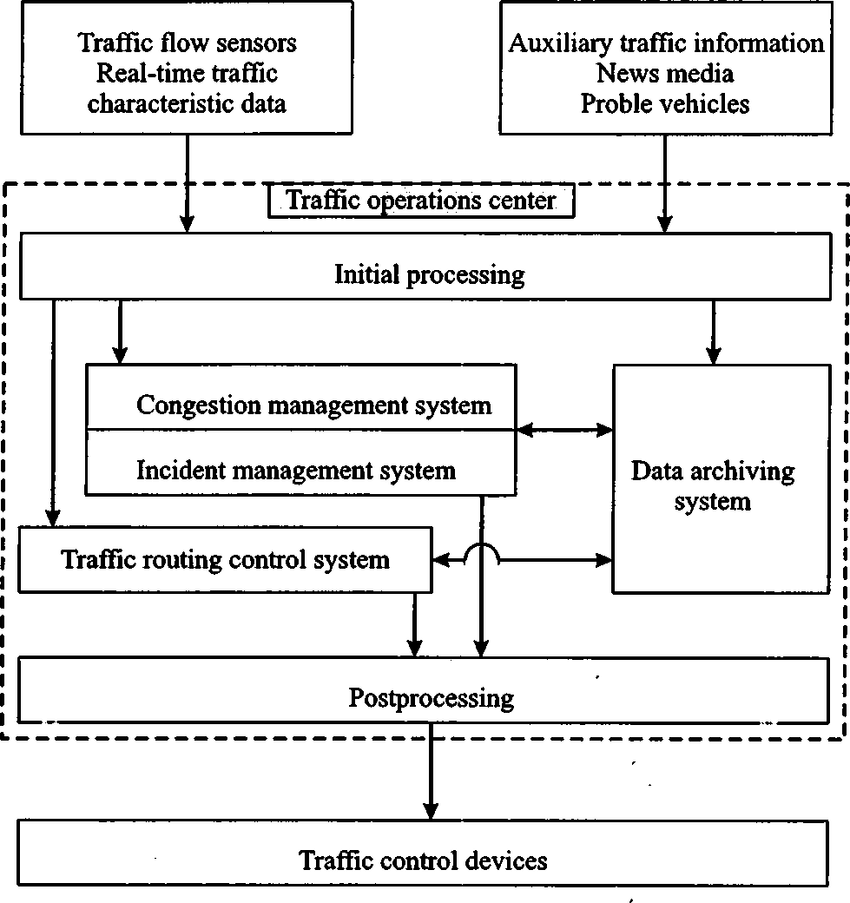 Traffic flow sensors
Real-time traffic
characteristic data
Auxiliary traffic information
News media
Proble vehicles
Traffic operations center
Initial processing
Congestion management system
Incident management system
Data archiving
system
Traffic routing control system
Postprocessing
Traffic control devices